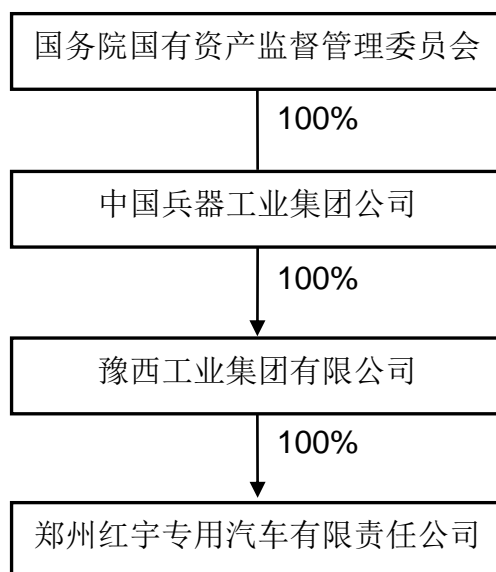 国务院国有资产监督管理委员会
100%
中国兵器工业集团公司
100%
豫西工业集团有限公司
100%
郑州红宇专用汽车有限责任公司